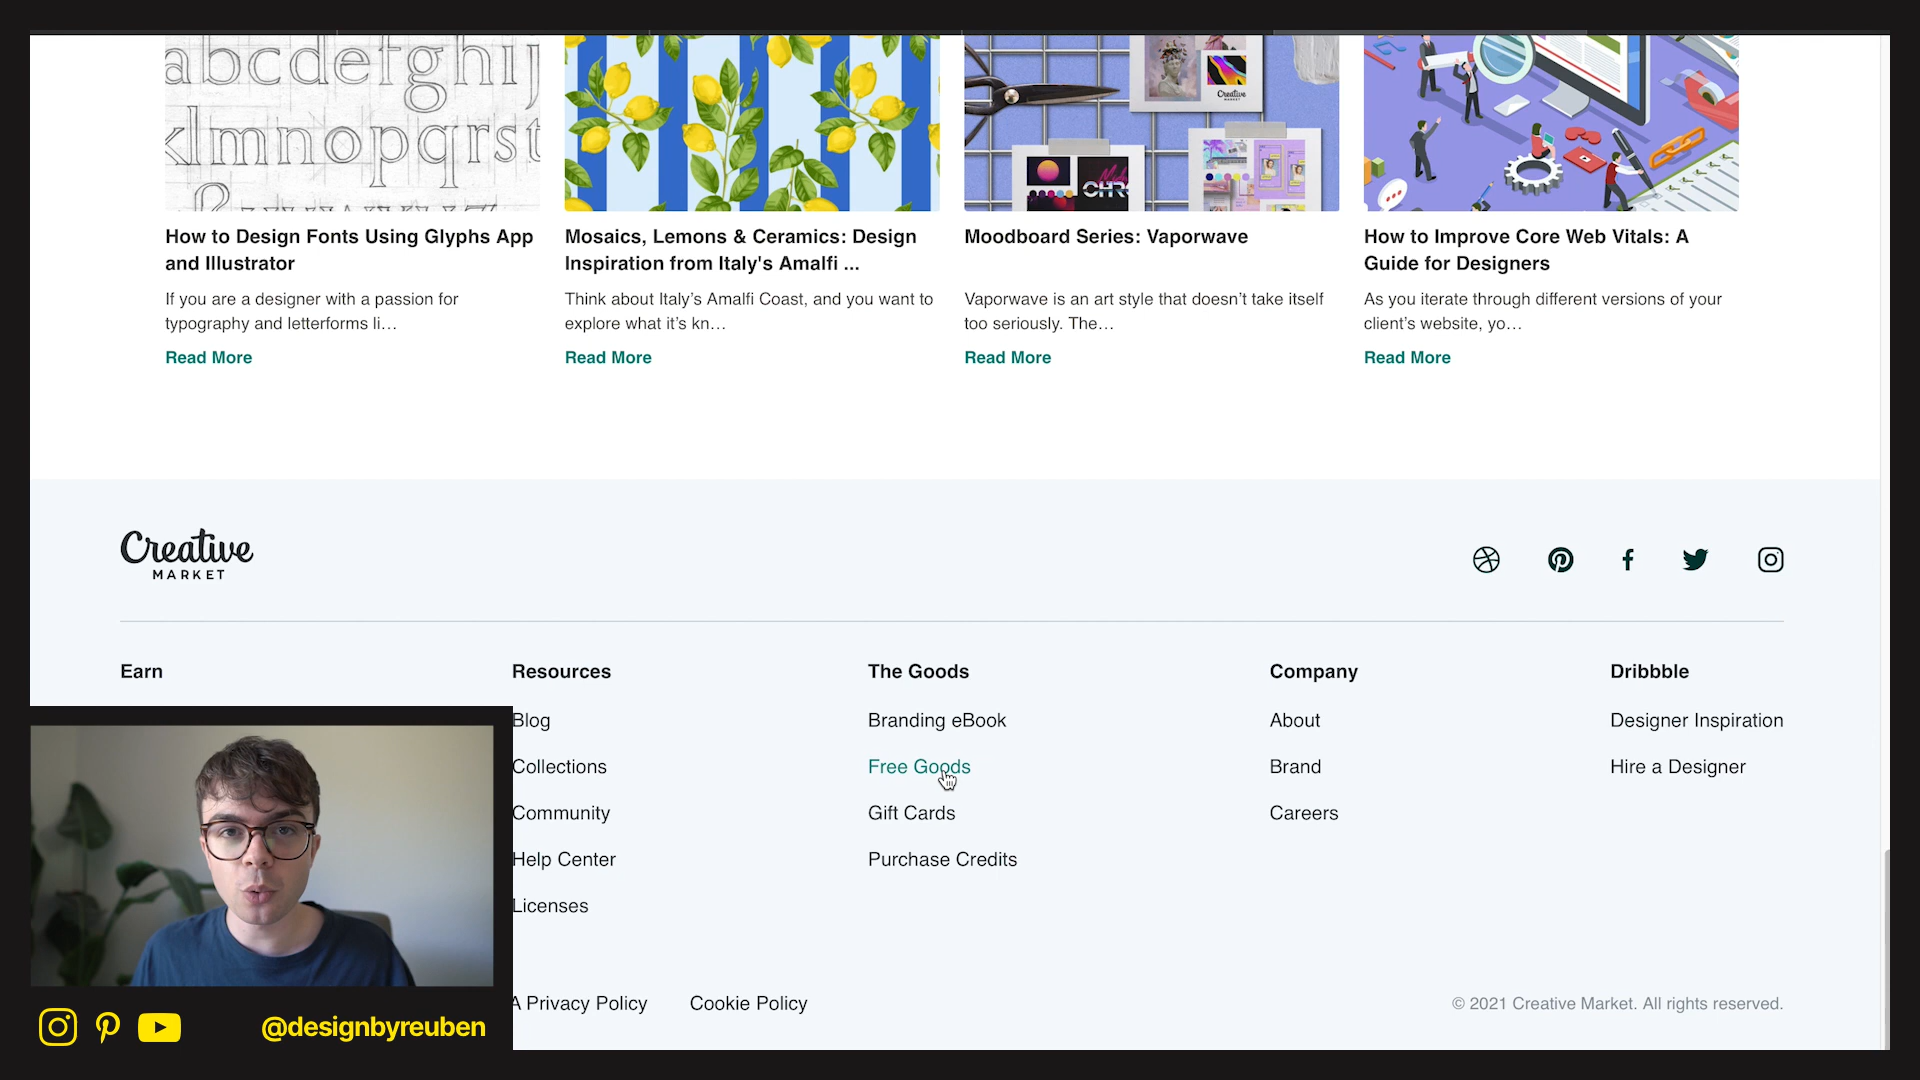 abcdefghij
klmnopqrst
Creative
MARKET
CHR
How to Design Fonts Using Glyphs App
and Illustrator
If you are a designer with a passion for
typography and letterforms li…
Read More
Mosaics, Lemons & Ceramics: Design
Inspiration from Italy's Amalfi ...
Think about Italy’s Amalfi Coast, and you want to
explore what it’s kn…
Read More
Moodboard Series: Vaporwave
Vaporwave is an art style that doesn’t take itself
too seriously. The…
Read More
How to Improve Core Web Vitals: A
Guide for Designers
As you iterate through different versions of your
client’s website, yo…
Read More
Creative
MARKET
Earn
Resources
Blog
Collections
Community
Help Center
Licenses
The Goods
Branding eBook
Free Goods
Gift Cards
Purchase Credits
Company
About
Brand
Careers
Dribbble
Designer Inspiration
Hire a Designer
A Privacy Policy
Cookie Policy
© 2021 Creative Market. All rights reserved.
@designbyreuben